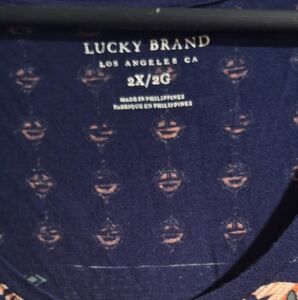 LUCKY BRAND
LOS ANGELES CA
2X/2G
MADE IN PHILIPPINES
FABRIQUE EN PHILIPPINES